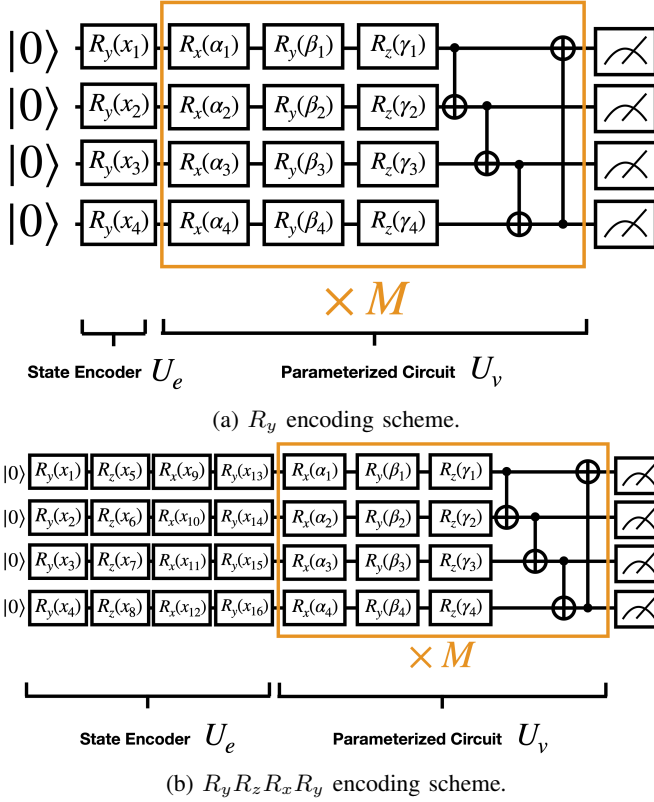 |0⟩ R_y(x_1) R_x(α_1) R_y(β_1) R_z(γ_1)
|0⟩ R_y(x_2) R_x(α_2) R_y(β_2) R_z(γ_2)
|0⟩ R_y(x_3) R_x(α_3) R_y(β_3) R_z(γ_3)
|0⟩ R_y(x_4) R_x(α_4) R_y(β_4) R_z(γ_4)
× M
State Encoder U_e Parameterized Circuit U_v
(a) R_y encoding scheme.
|0⟩ R_y(x_1) R_z(x_5) R_x(x_9) R_y(x_13) R_x(α_1) R_y(β_1) R_z(γ_1)
|0⟩ R_y(x_2) R_z(x_6) R_x(x_10) R_y(x_14) R_x(α_2) R_y(β_2) R_z(γ_2)
|0⟩ R_y(x_3) R_z(x_7) R_x(x_11) R_y(x_15) R_x(α_3) R_y(β_3) R_z(γ_3)
|0⟩ R_y(x_4) R_z(x_8) R_x(x_12) R_y(x_16) R_x(α_4) R_y(β_4) R_z(γ_4)
× M
State Encoder U_e Parameterized Circuit U_v
(b) R_yR_zR_xR_y encoding scheme.